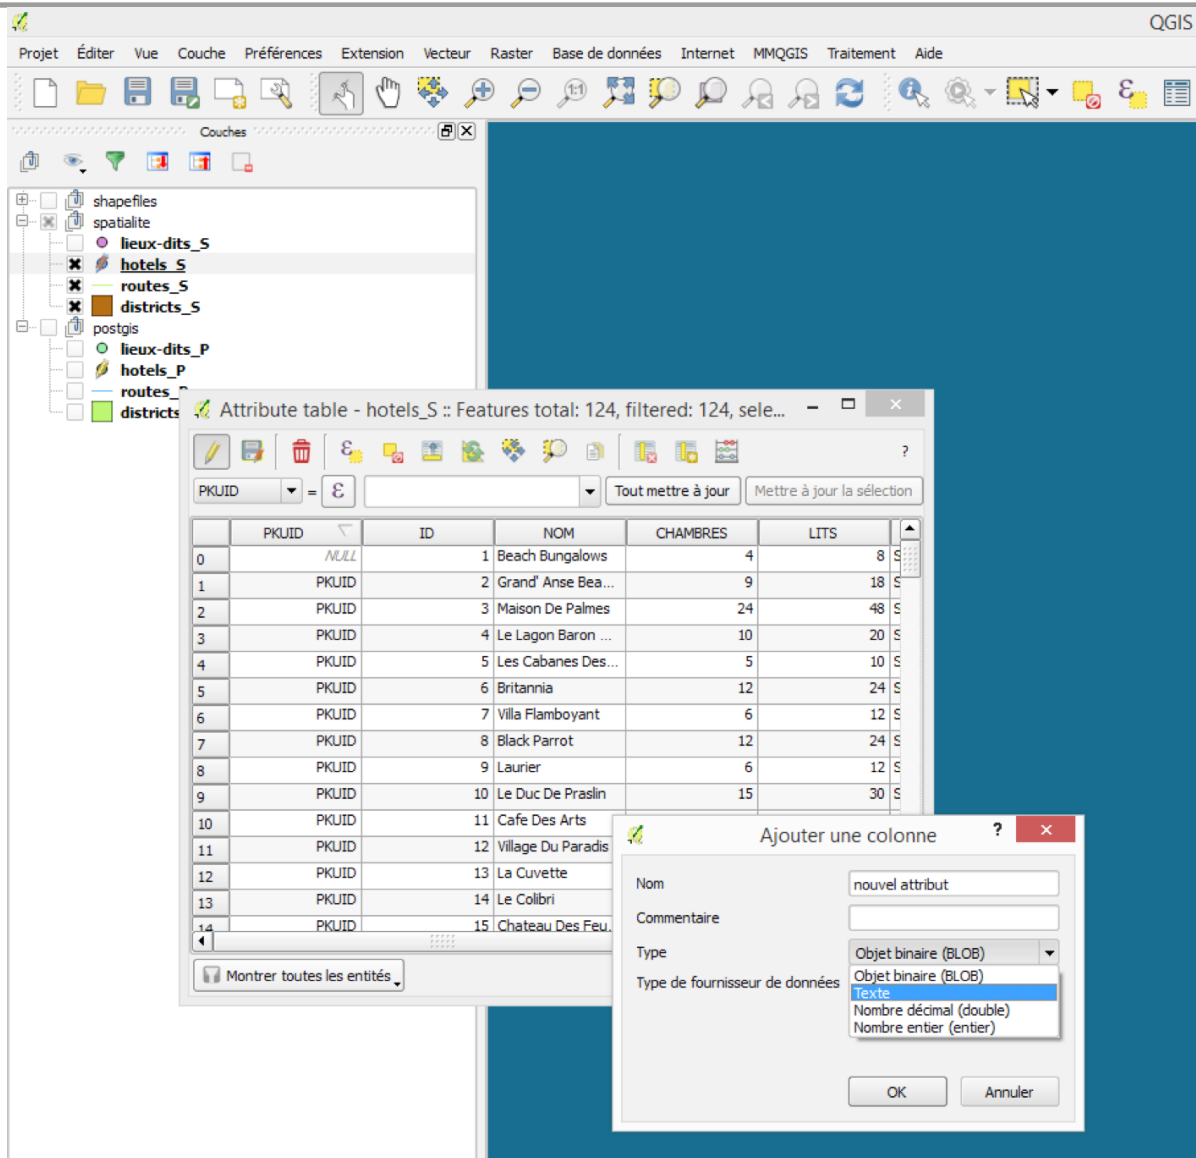 QGIS
Projet Éditer Vue Couche Préférences Extension Vecteur Raster Base de données Internet MMQGIS Traitement Aide
Couches
shapefiles
spatialite
lieux-dits_S
hotels_S
routes_S
districts_S
postgis
lieux-dits_P
hotels_P
routes_P
districts
Attribute table - hotels_S :: Features total: 124, filtered: 124, sele...
?
PKUID = ε Tout mettre à jour Mettre à jour la sélection
PKUID ID NOM CHAMBRES LITS
0 NULL 1 Beach Bungalows 4 8 S
1 PKUID 2 Grand' Anse Bea... 9 18 S
2 PKUID 3 Maison De Palmes 24 48 S
3 PKUID 4 Le Lagon Baron ... 10 20 S
4 PKUID 5 Les Cabanes Des... 5 10 S
5 PKUID 6 Britannia 12 24 S
6 PKUID 7 Villa Flamboyant 6 12 S
7 PKUID 8 Black Parrot 12 24 S
8 PKUID 9 Laurier 6 12 S
9 PKUID 10 Le Duc De Praslin 15 30 S
10 PKUID 11 Cafe Des Arts
11 PKUID 12 Village Du Paradis
12 PKUID 13 La Cuvette
13 PKUID 14 Le Colibri
14 PKUID 15 Chateau Des Feu.
Montrer toutes les entités
Ajouter une colonne ?
Nom nouvel attribut
Commentaire
Type Objet binaire (BLOB)
Type de fournisseur de données
Objet binaire (BLOB)
Texte
Nombre décimal (double)
Nombre entier (entier)
OK Annuler